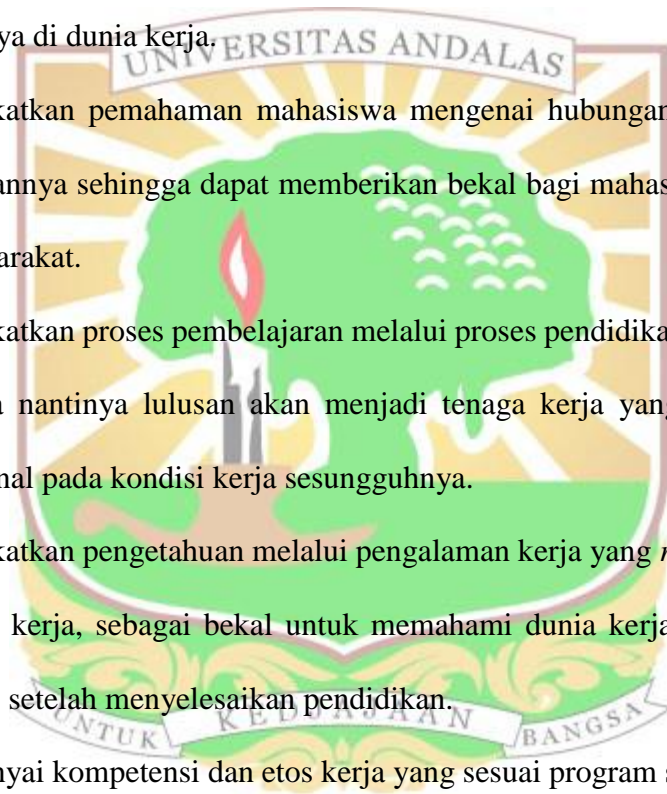 ya di dunia kerja.
UNIVERSITAS ANDALAS
katkan pemahaman mahasiswa mengenai hubungan
annya sehingga dapat memberikan bekal bagi mahas
arakat.
katkan proses pembelajaran melalui proses pendidika
a nantinya lulusan akan menjadi tenaga kerja yang
nal pada kondisi kerja sesungguhnya.
katkan pengetahuan melalui pengalaman kerja yang
kerja, sebagai bekal untuk memahami dunia kerja
setelah menyelesaikan pendidikan.
UNTUK KEDJAJAAN BANGSA
nyai kompetensi dan etos kerja yang sesuai program s